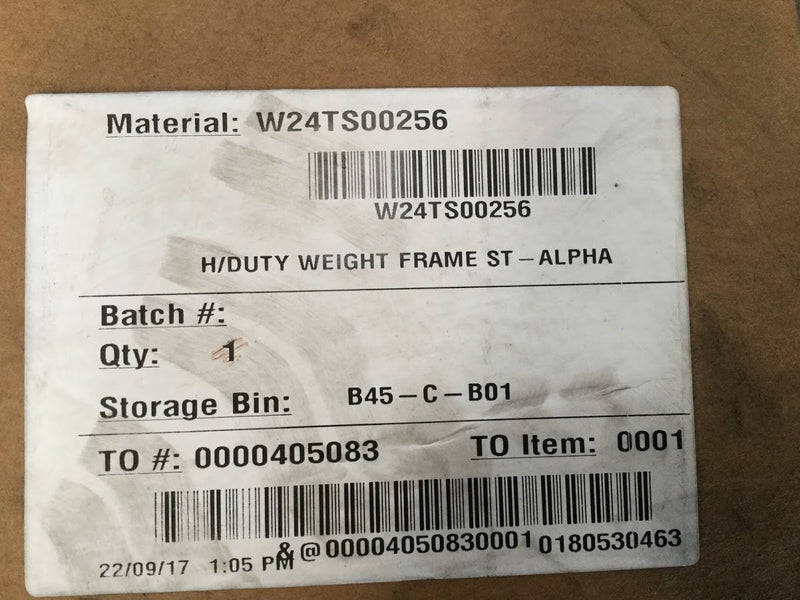 Material: W24TS00256
W24TS00256
H/DUTY WEIGHT FRAME ST-ALPHA
Batch #:
Qty: 1
Storage Bin: B45-C-B01
TO #: 0000405083 TO Item: 0001
&@00004050830001 0180530463
22/09/17 1:05 PM